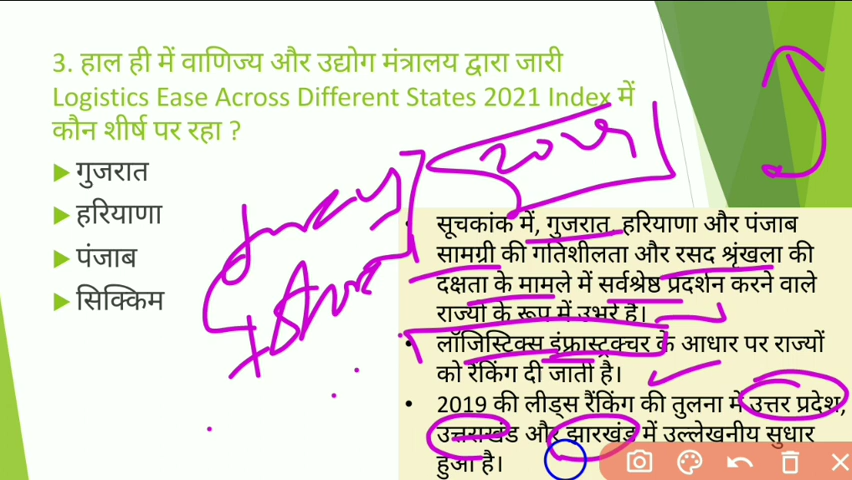 3. हाल ही में वाणिज्य और उद्योग मंत्रालय द्वारा जारी
Logistics Ease Across Different States 2021 Index में
कौन शीर्ष पर रहा ?
गुजरात
हरियाणा
पंजाब
सिक्किम
2019
सूचकांक में, गुजरात, हरियाणा और पंजाब
सामग्री की गतिशीलता और रसद श्रृंखला की
दक्षता के मामले में सर्वश्रेष्ठ प्रदर्शन करने वाले
राज्यों के रूप में उभरे हैं।
लॉजिस्टिक्स इंफ्रास्ट्रक्चर के आधार पर राज्यों
को रैंकिंग दी जाती है।
2019 की लीड्स रैंकिंग की तुलना में उत्तर प्रदेश,
उत्तराखंड और झारखंड में उल्लेखनीय सुधार
हुआ है।